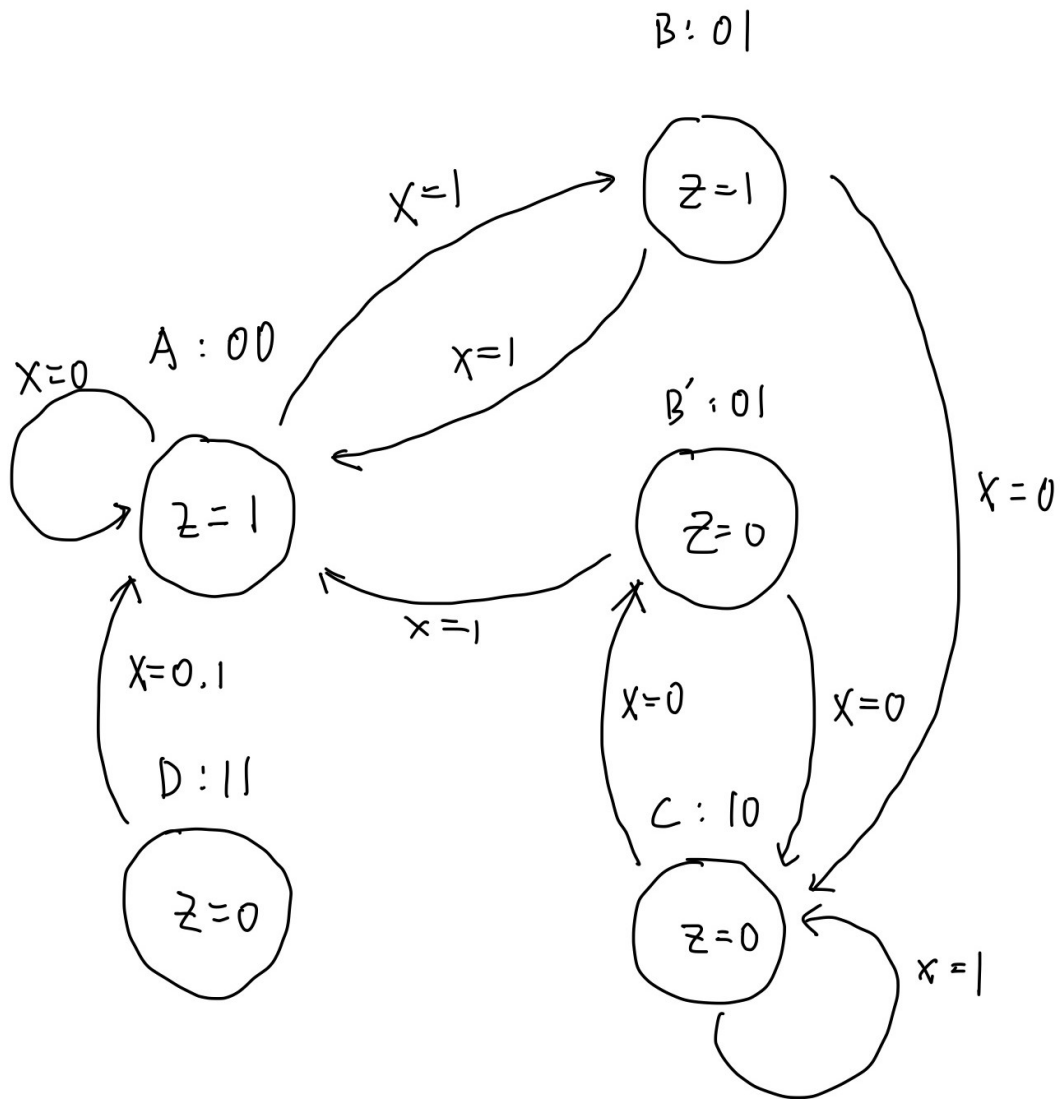 B: 01
Z=1
X=1
A : 00
X=0
X=1
B′: 01
X=0
Z=1
Z=0
X=1
X=0.1
X=0
X=0
D : 11
C : 10
Z=0
Z=0
X=1